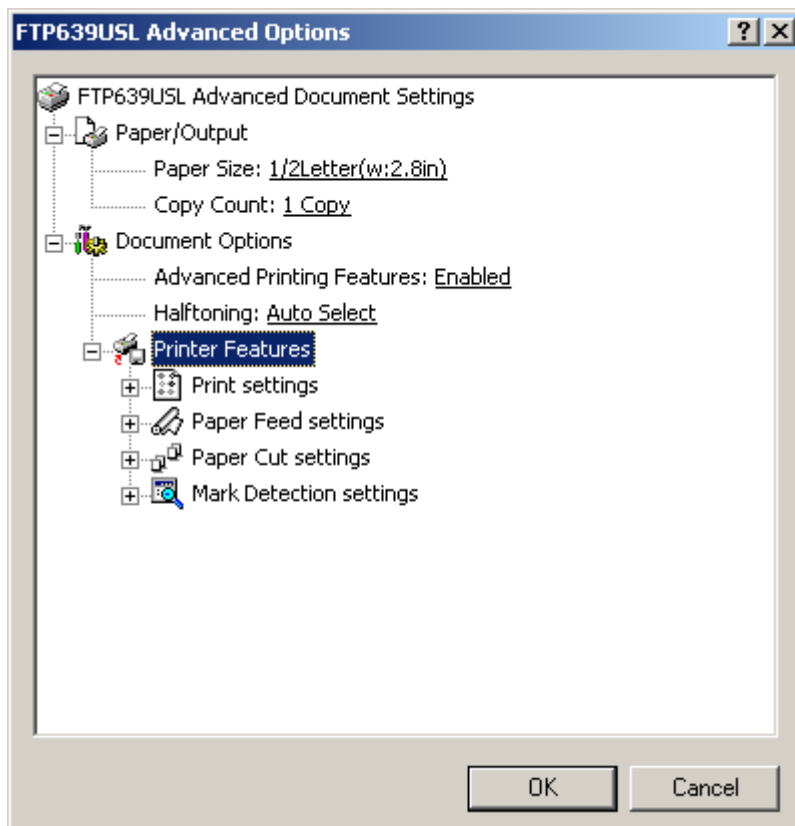 FTP639USL Advanced Options
FTP639USL Advanced Document Settings
Paper/Output
Paper Size: 1/2Letter(w:2.8in)
Copy Count: 1 Copy
Document Options
Advanced Printing Features: Enabled
Halftoning: Auto Select
Printer Features
Print settings
Paper Feed settings
Paper Cut settings
Mark Detection settings
OK Cancel